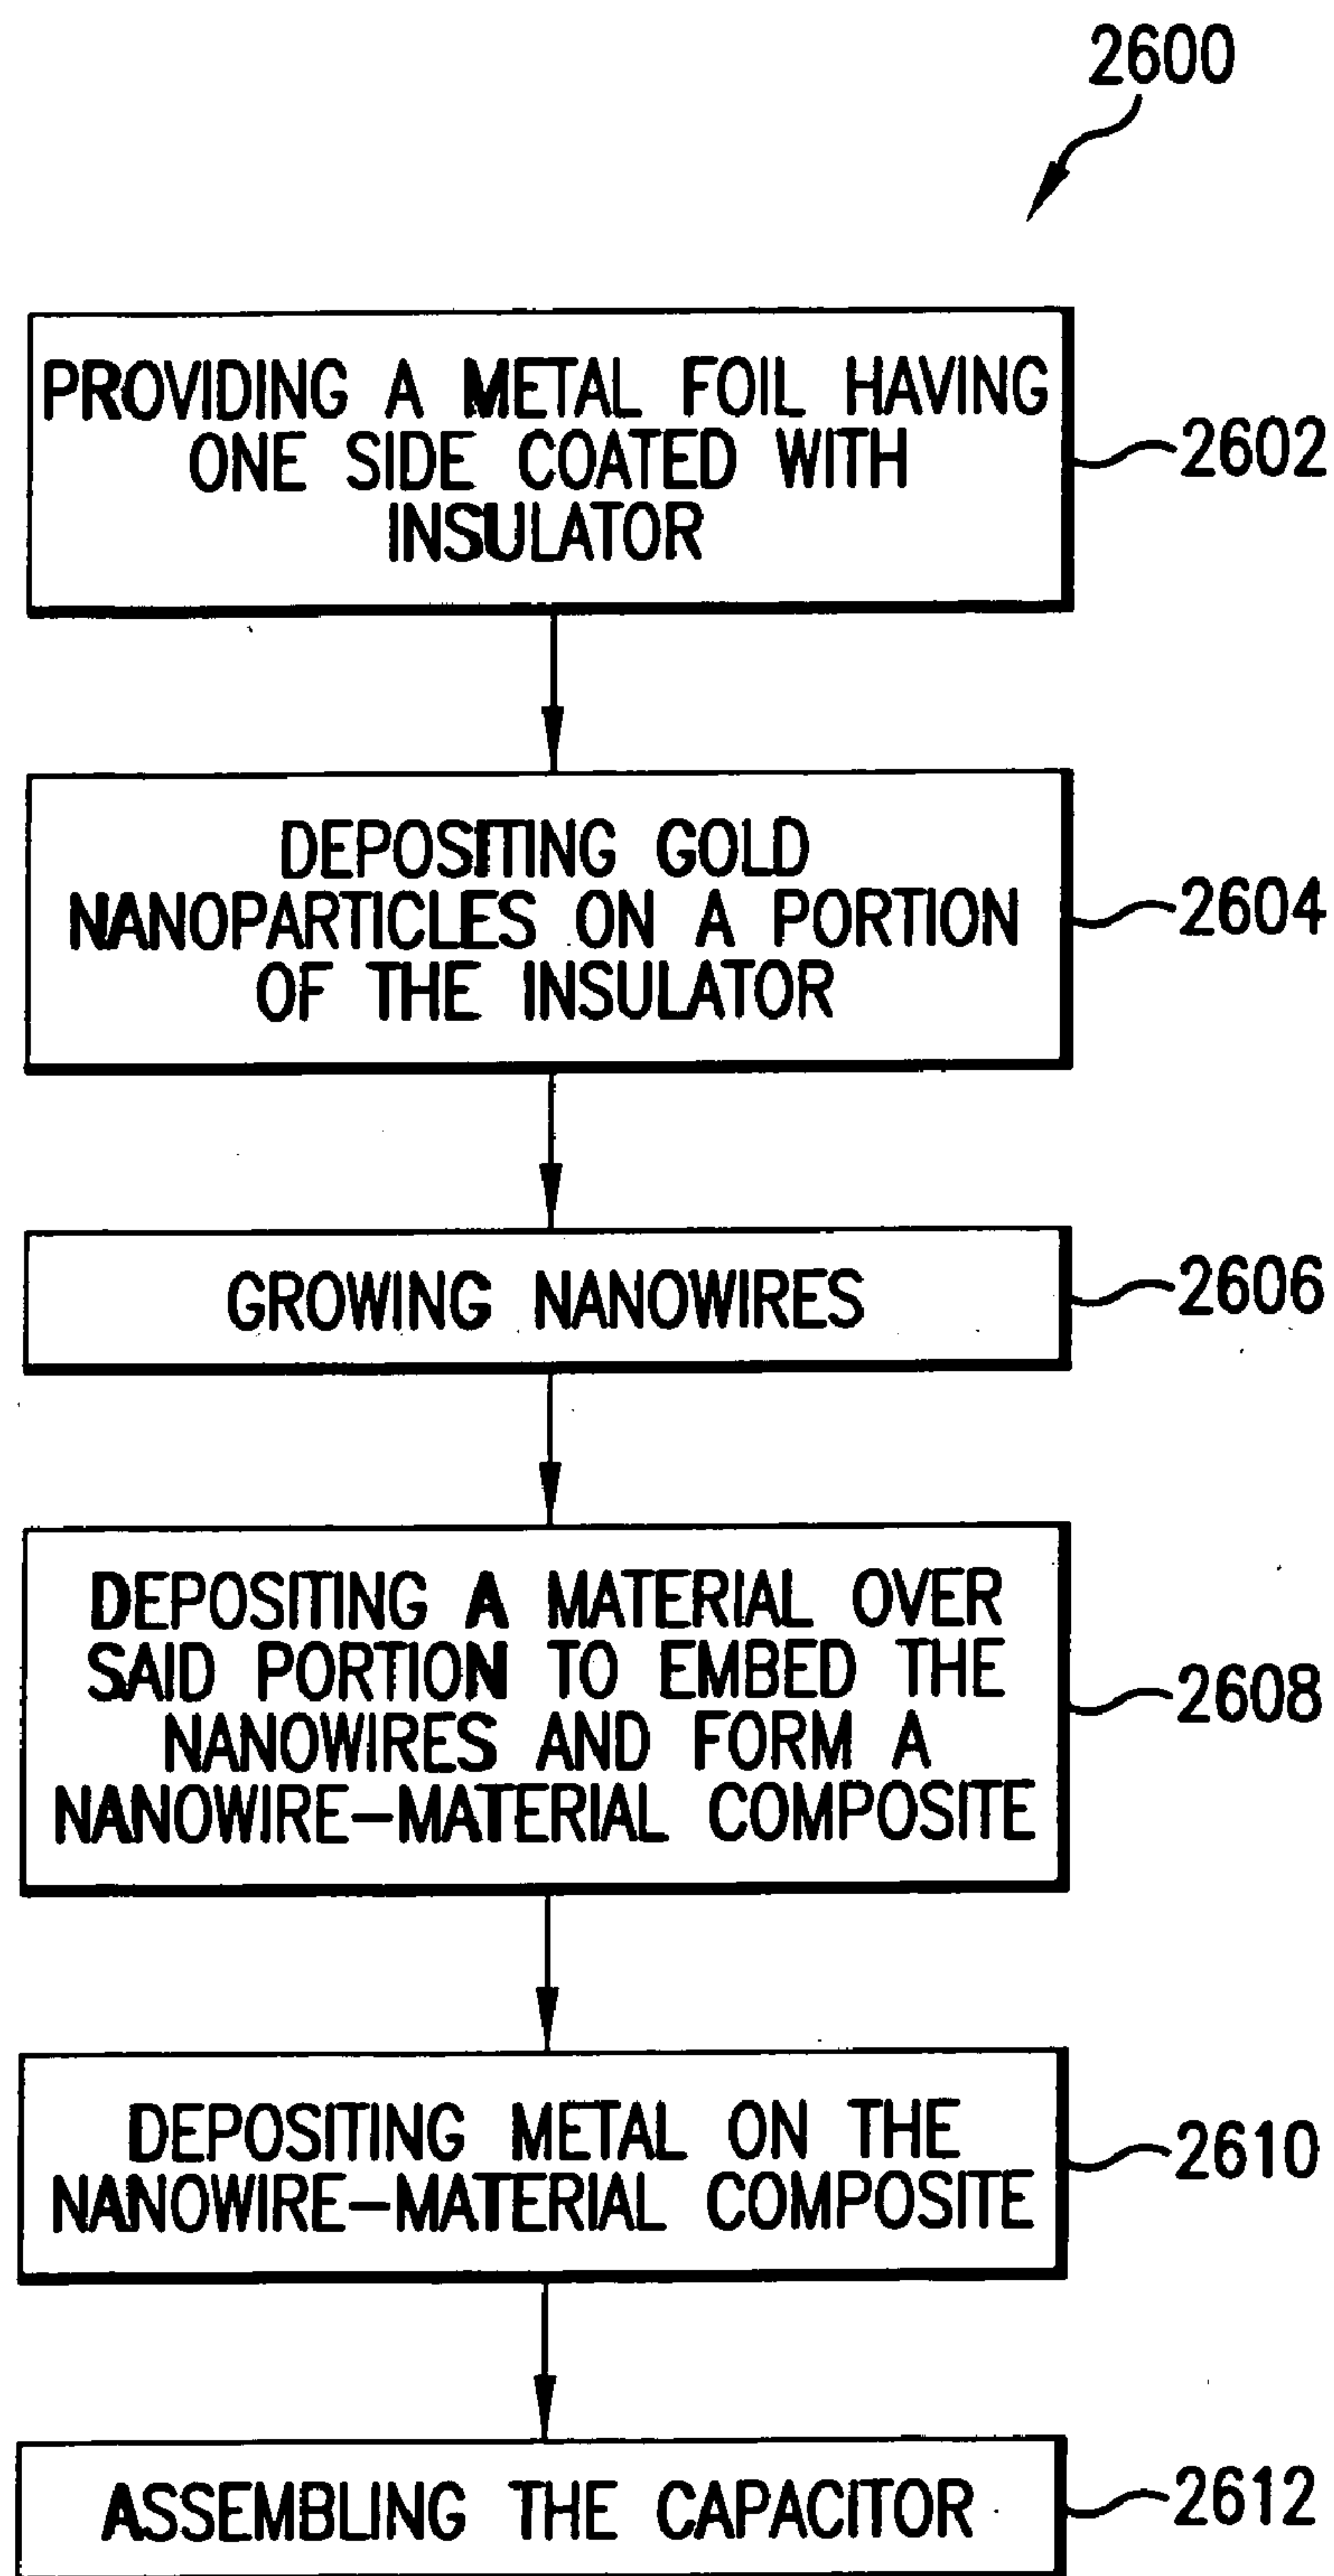 2600
PROVIDING A METAL FOIL HAVING
ONE SIDE COATED WITH
INSULATOR
2602
DEPOSITING GOLD
NANOPARTICLES ON A PORTION
OF THE INSULATOR
2604
GROWING NANOWIRES
2606
DEPOSITING A MATERIAL OVER
SAID PORTION TO EMBED THE
NANOWIRES AND FORM A
NANOWIRE-MATERIAL COMPOSITE
2608
DEPOSITING METAL ON THE
NANOWIRE-MATERIAL COMPOSITE
2610
ASSEMBLING THE CAPACITOR
2612